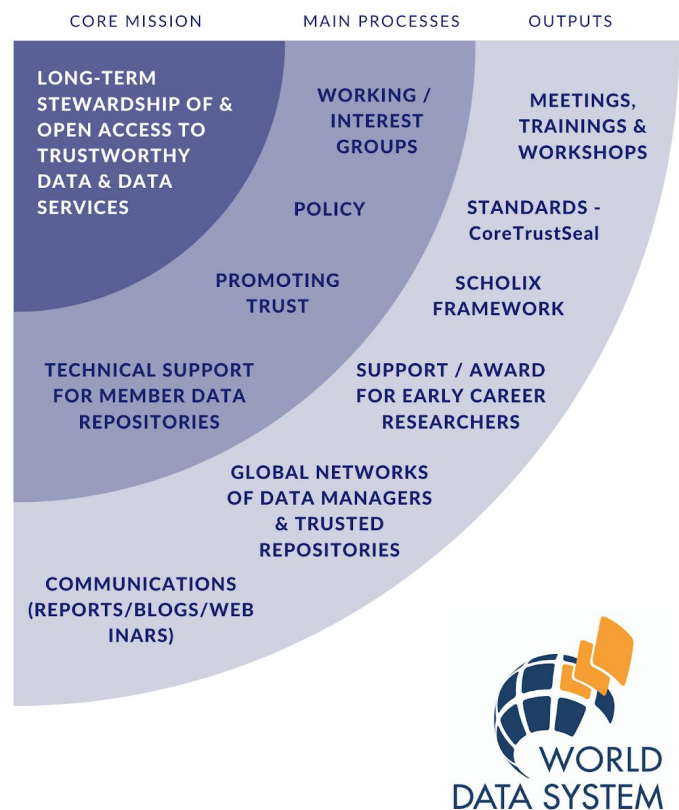 CORE MISSION
MAIN PROCESSES
OUTPUTS
LONG-TERM
STEWARDSHIP OF &
OPEN ACCESS TO
TRUSTWORTHY
DATA & DATA
SERVICES
WORKING /
INTEREST
GROUPS
POLICY
PROMOTING
TRUST
TECHNICAL SUPPORT
FOR MEMBER DATA
REPOSITORIES
MEETINGS,
TRAININGS &
WORKSHOPS
STANDARDS -
CoreTrustSeal
SCHOLIX
FRAMEWORK
SUPPORT / AWARD
FOR EARLY CAREER
RESEARCHERS
GLOBAL NETWORKS
OF DATA MANAGERS
& TRUSTED
REPOSITORIES
COMMUNICATIONS
(REPORTS/BLOGS/WEB
INARS)
WORLD
DATA SYSTEM